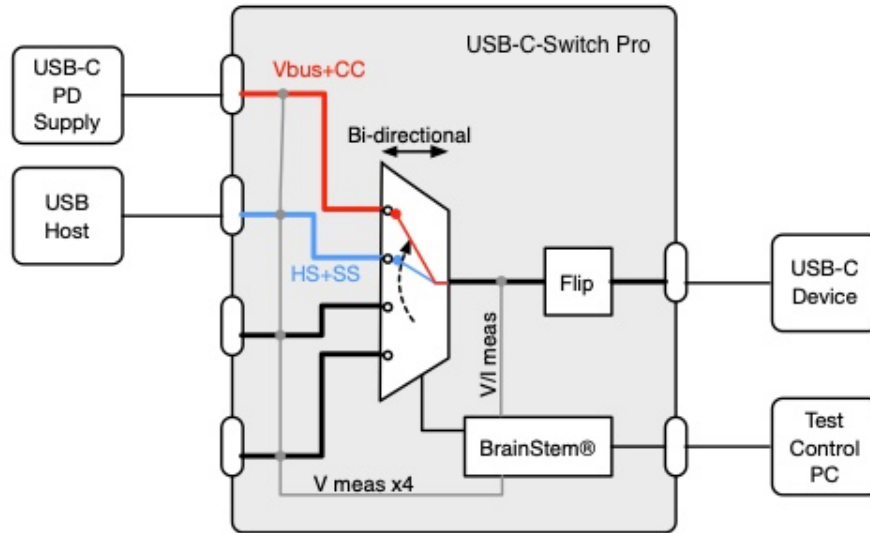 USB-C-Switch Pro
USB-C
PD
Supply
Vbus+CC
Bi-directional
USB
Host
HS+SS
Flip
USB-C
Device
V/I meas
BrainStem®
Test
Control
PC
V meas x4